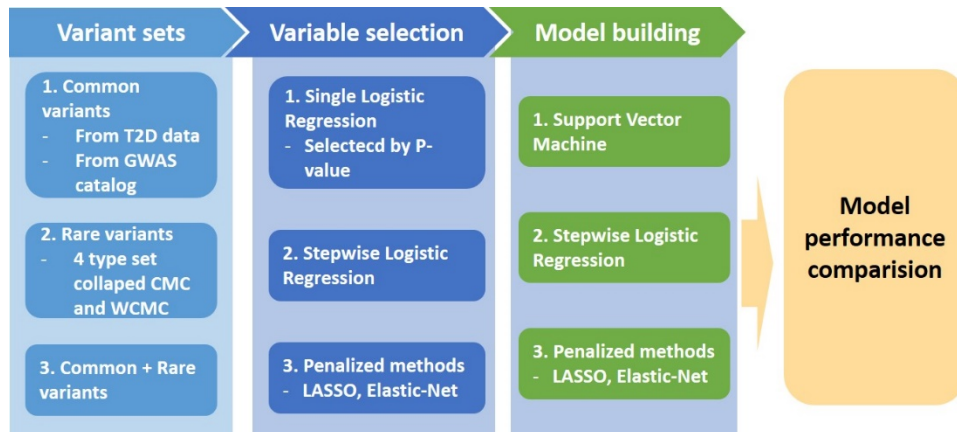 Variant sets
1. Common
variants
- From T2D data
- From GWAS
catalog
2. Rare variants
- 4 type set
collaped CMC
and WCMC
3. Common + Rare
variants
Variable selection
1. Single Logistic
Regression
- Selectecd by P-
value
2. Stepwise Logistic
Regression
3. Penalized methods
- LASSO, Elastic-Net
Model building
1. Support Vector
Machine
2. Stepwise Logistic
Regression
3. Penalized methods
- LASSO, Elastic-Net
Model
performance
comparision